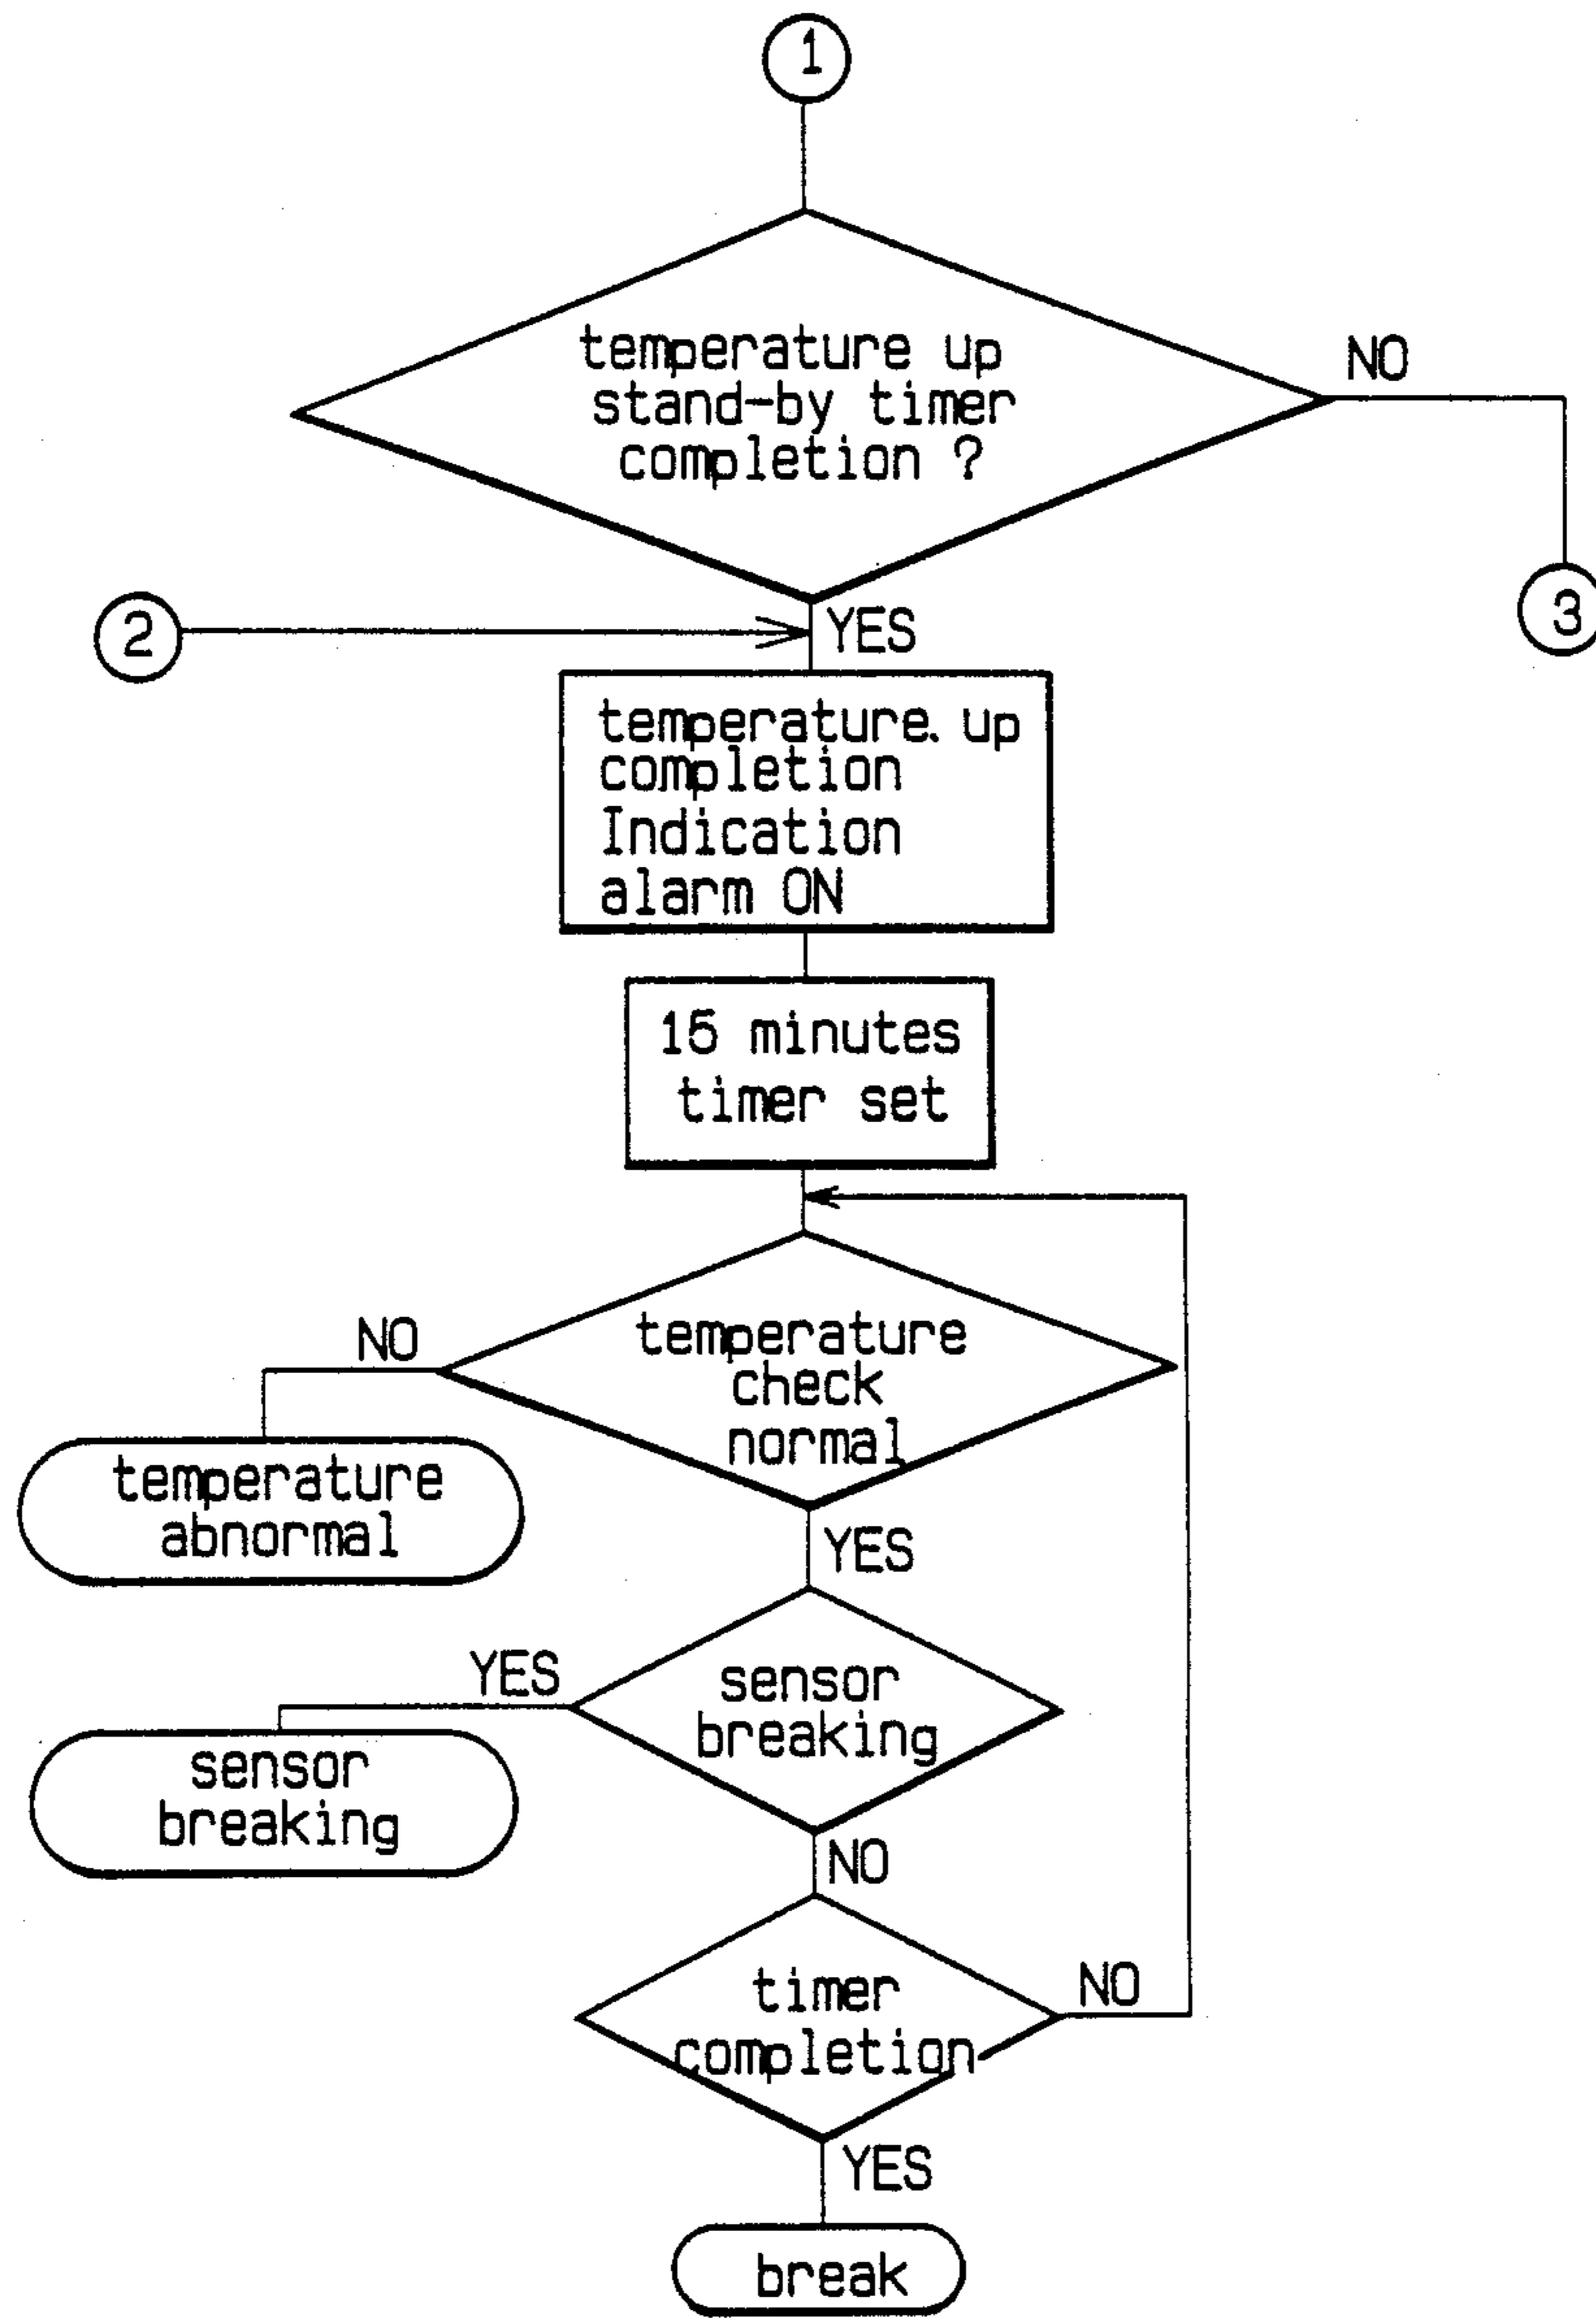 1
temperature up
stand-by timer
completion ?
NO
2
YES
3
temperature up
completion
Indication
alarm ON
15 minutes
timer set
NO
temperature
check
normal
temperature
abnormal
YES
YES
sensor
breaking
sensor
breaking
NO
timer
completion
NO
YES
break